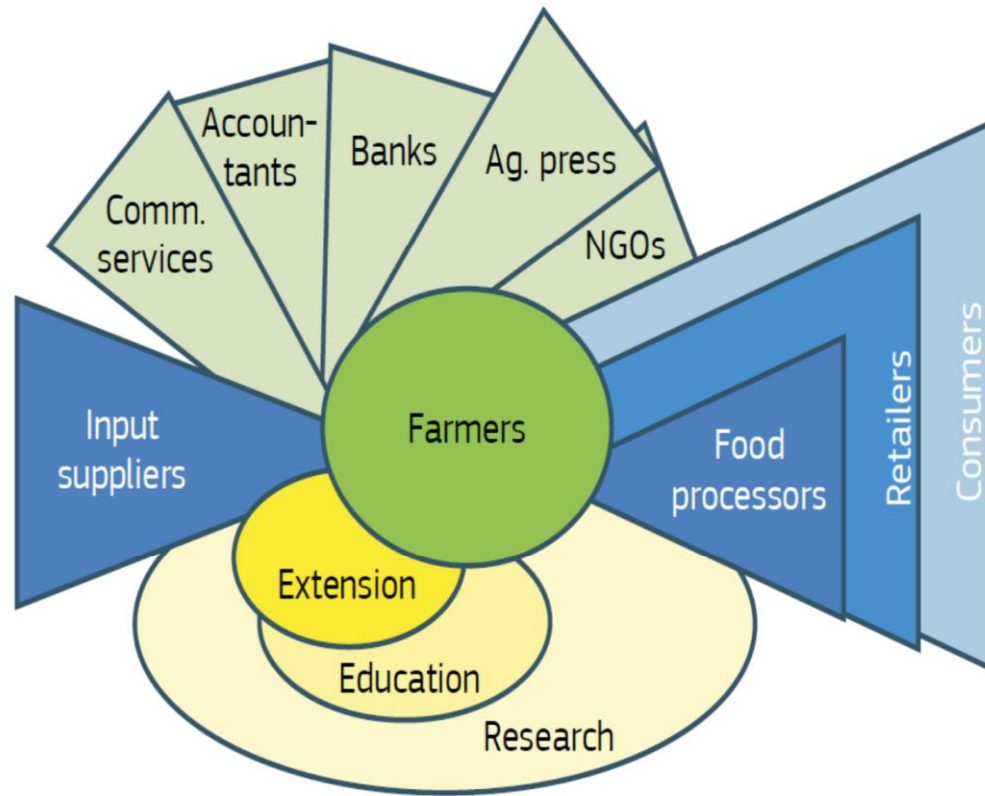 Accoun-
tants
Banks
Ag. press
Comm.
services
NGOs
Input
suppliers
Farmers
Food
processors
Retailers
Consumers
Extension
Education
Research